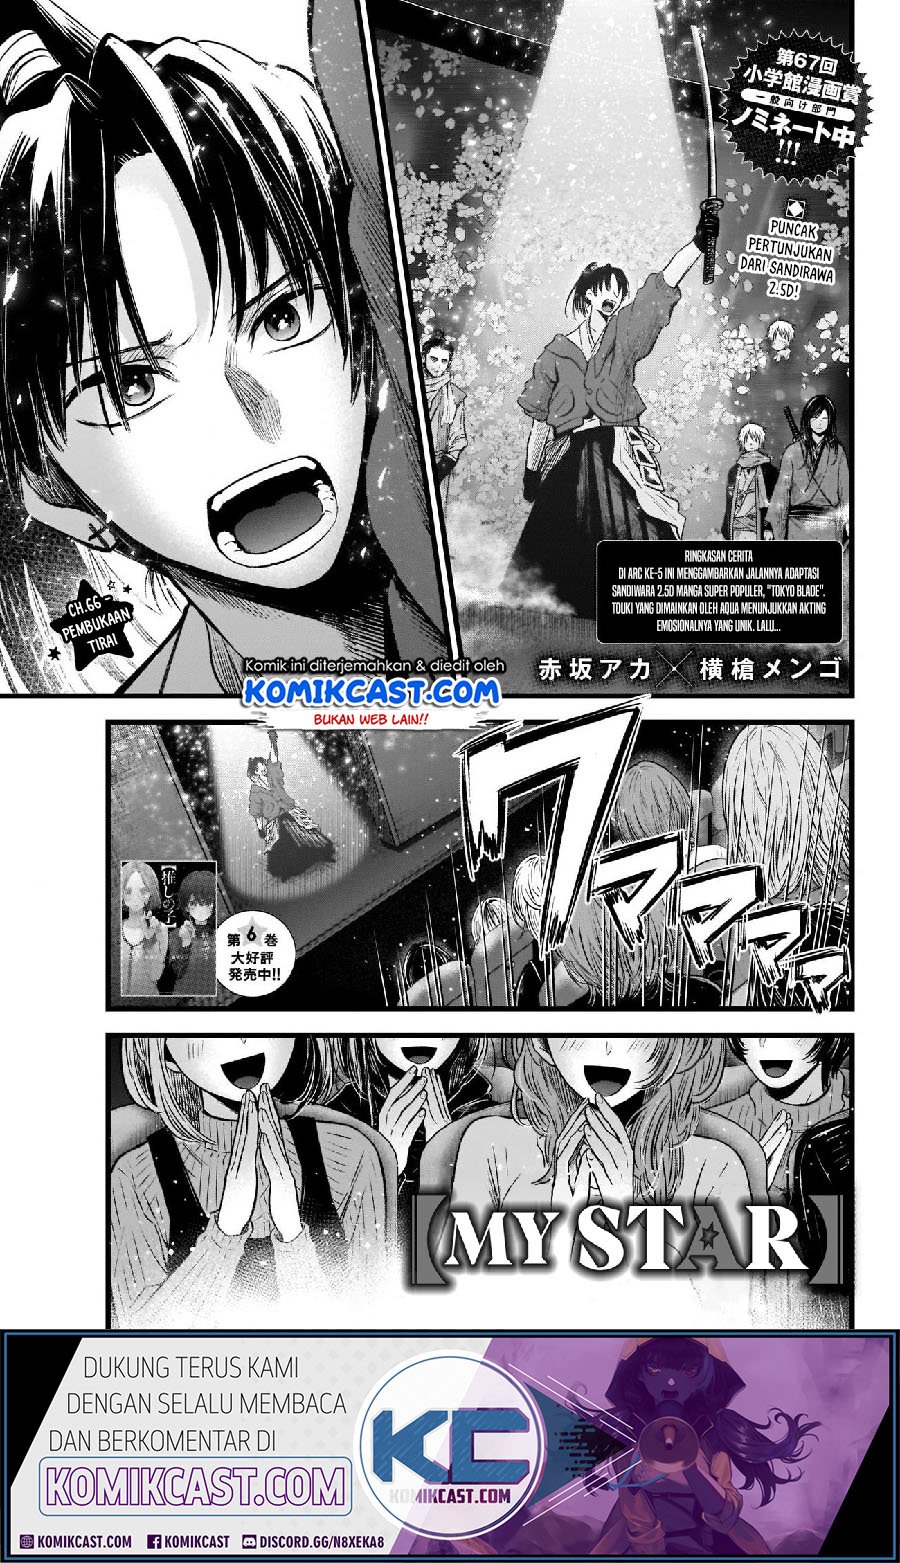 第67回
小学館漫画賞
一般向け部門
ノミネート中
!!!
PUNCAK
PERTUNJUKAN
DARI SANDIRAWA
2.5D!
RINGKASAN CERITA
DI ARC KE-5 INI MENGGAMBARKAN JALANNYA ADAPTASI
SANDIWARA 2.5D MANGA SUPER POPULER, "TOKYO BLADE".
TOUKI YANG DIMAINKAN OLEH AQUA MENUNJUKKAN AKTING
EMOSIONALNYA YANG UNIK. LALU...
CH.66 -
PEMBUKAAN
TIRAI
赤坂アカ×横槍メンゴ
Komik ini diterjemahkan & diedit oleh
KOMIKCAST.COM
BUKAN WEB LAIN!!
ワァァァァ
【推しの子】
第6巻
大好評
発売中!!
【MY STAR】
DUKUNG TERUS KAMI
DENGAN SELALU MEMBACA
DAN BERKOMENTAR DI
KOMIKCAST.COM
KC
KOMIKCAST.COM
KOMIKCAST.COM KOMIKCAST DISCORD.GG/N8XEKA8